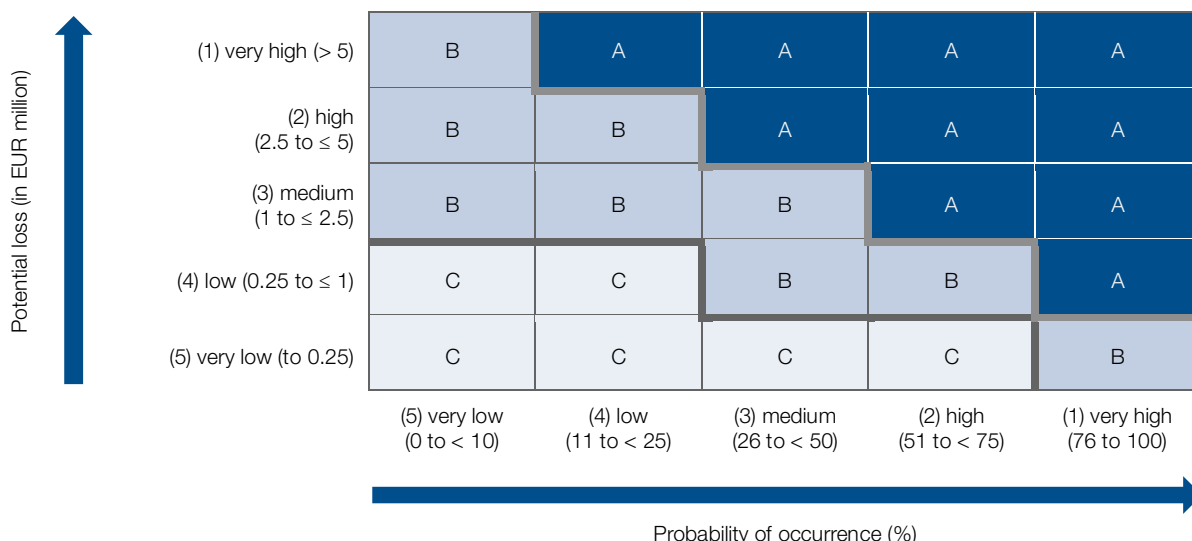 Potential loss (in EUR million)
(1) very high (> 5)
B
A
A
A
A
(2) high
(2.5 to ≤ 5)
B
B
A
A
A
(3) medium
(1 to ≤ 2.5)
B
B
B
A
A
(4) low (0.25 to ≤ 1)
C
C
B
B
A
(5) very low (to 0.25)
C
C
C
C
B
(5) very low
(0 to < 10)
(4) low
(11 to < 25)
(3) medium
(26 to < 50)
(2) high
(51 to < 75)
(1) very high
(76 to 100)
Probability of occurrence (%)